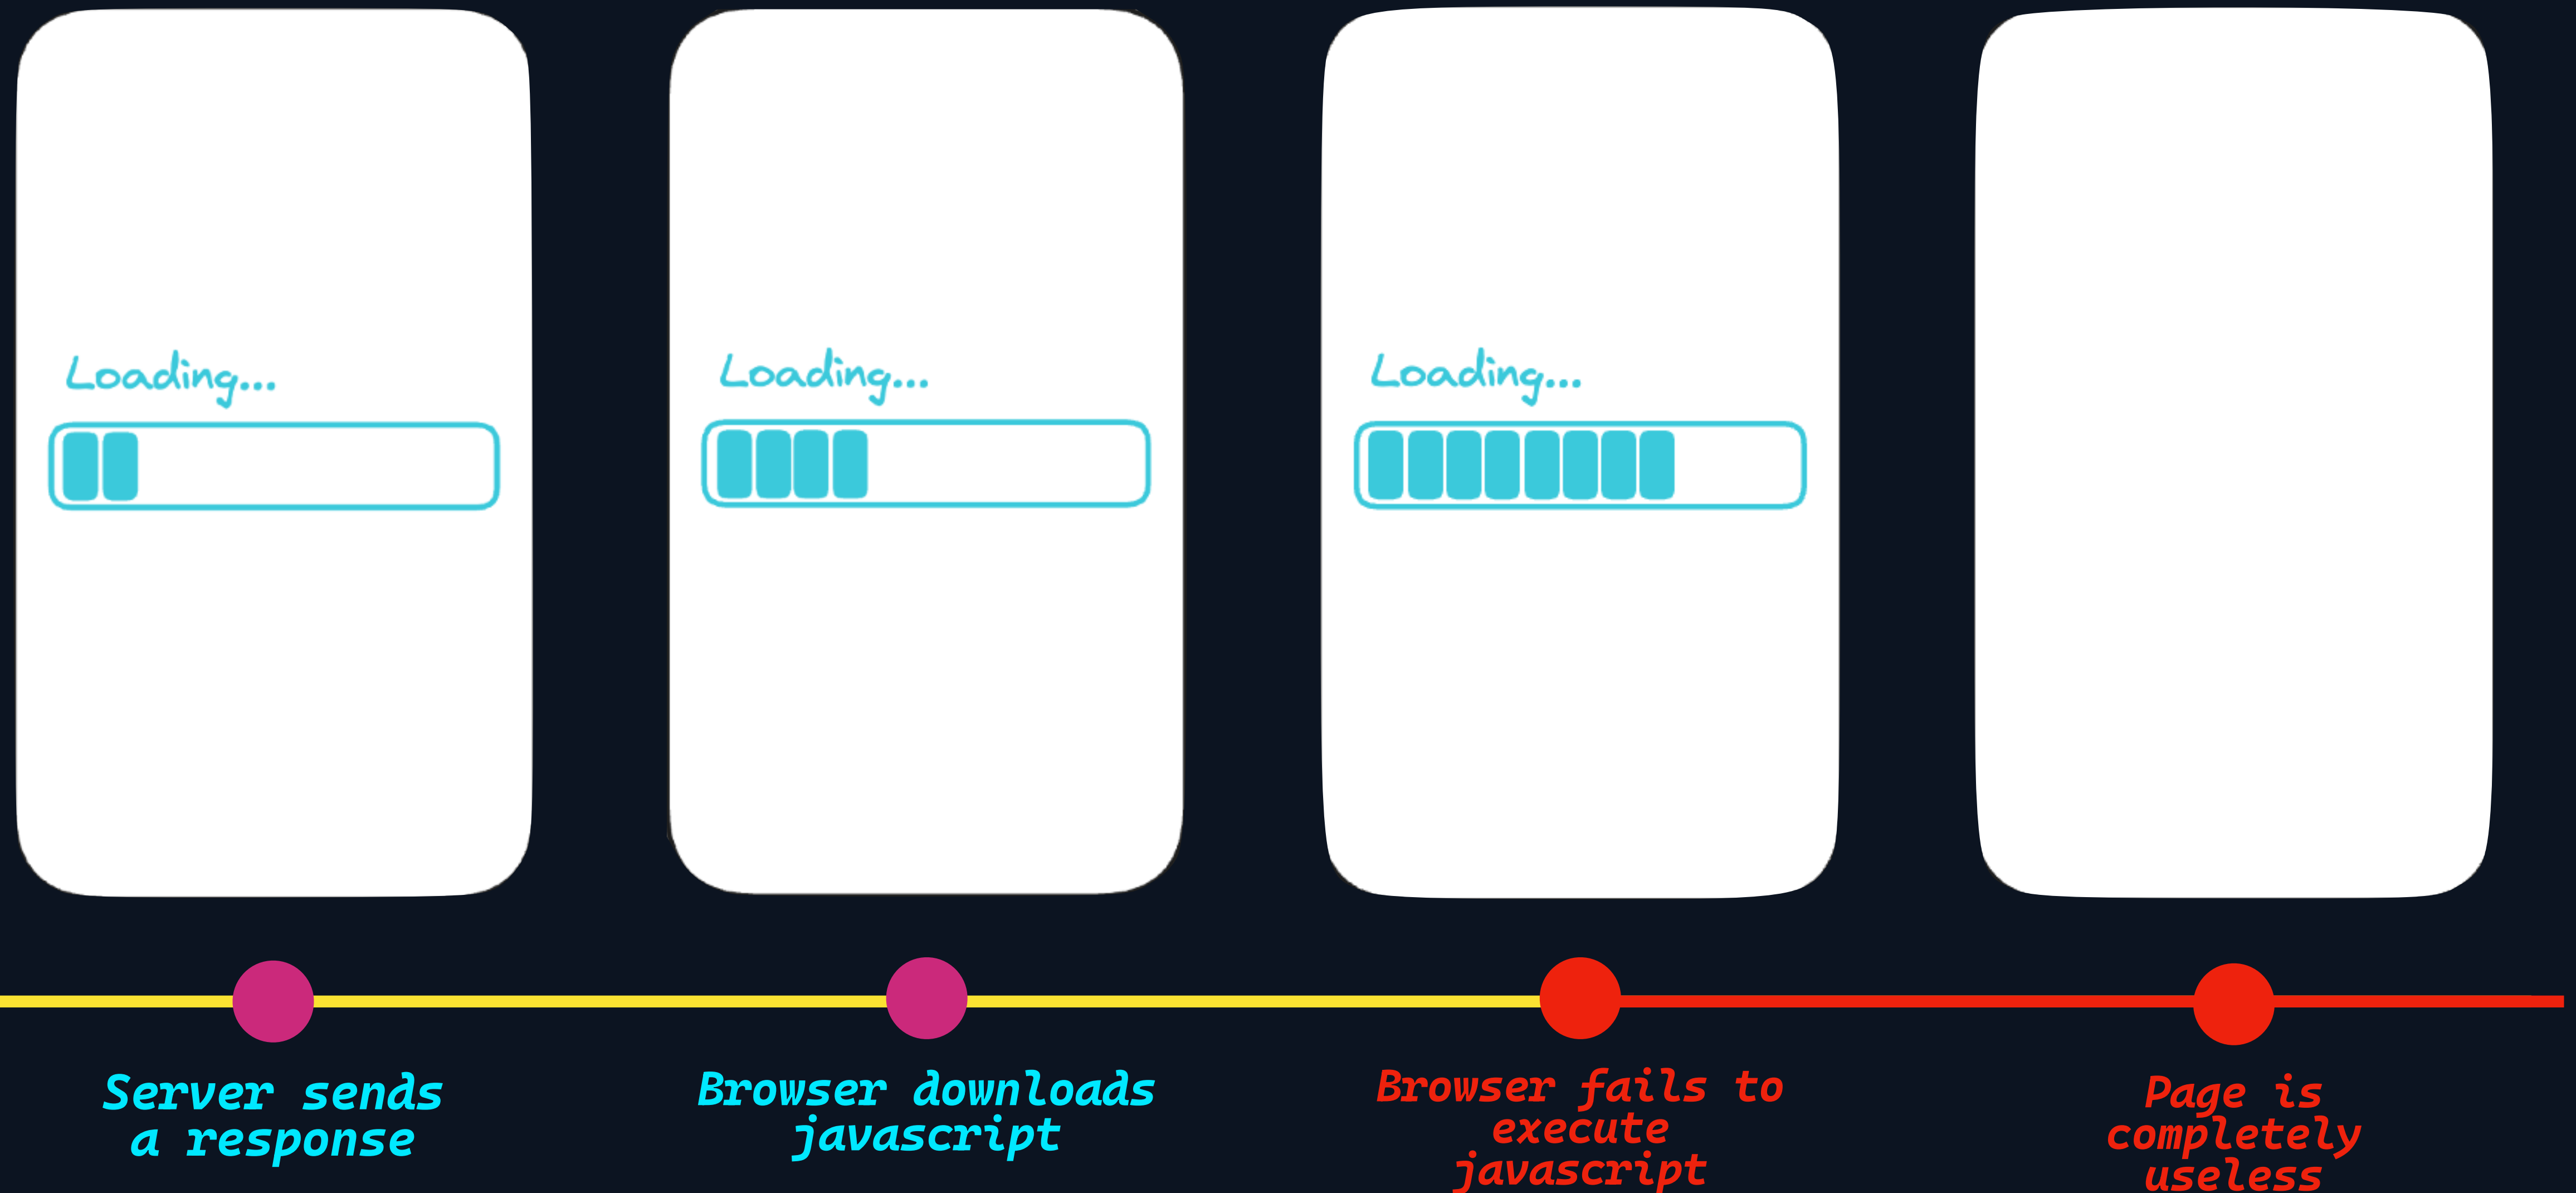 Loading...
Loading...
Loading...
Server sends
a response
Browser downloads
javascript
Browser fails to
execute
javascript
Page is
completely
useless